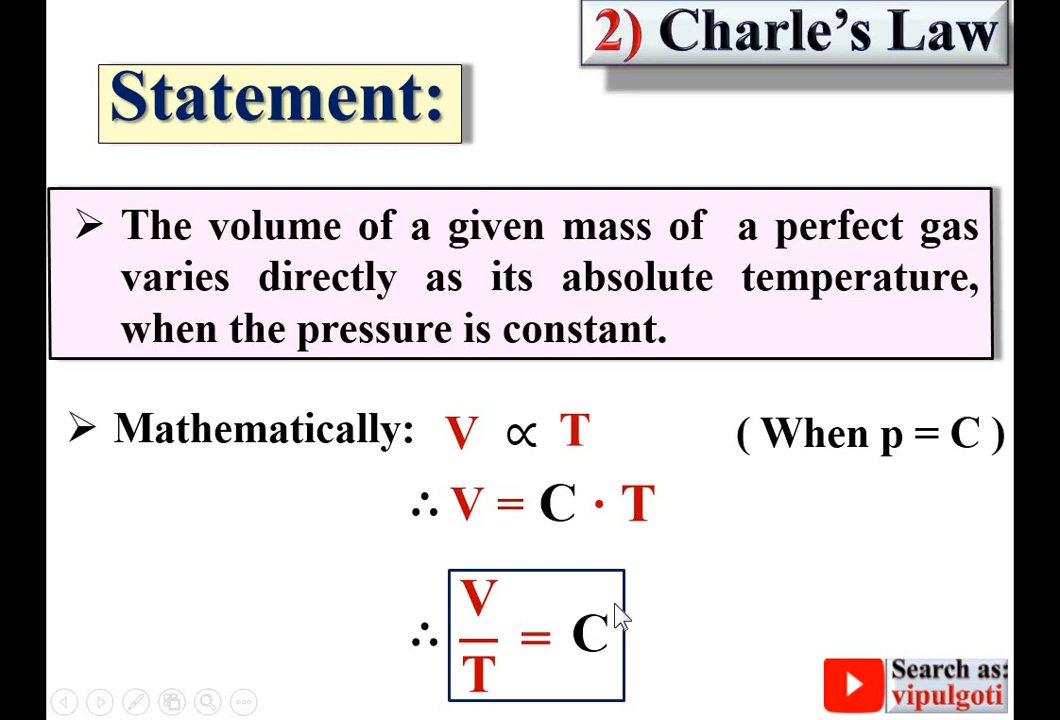 2) Charle’s Law
Statement:
➢ The volume of a given mass of a perfect gas
varies directly as its absolute temperature,
when the pressure is constant.
➢ Mathematically: V ∝ T ( When p = C )
∴ V = C · T
∴ V/T = C
Search as:
vipulgoti